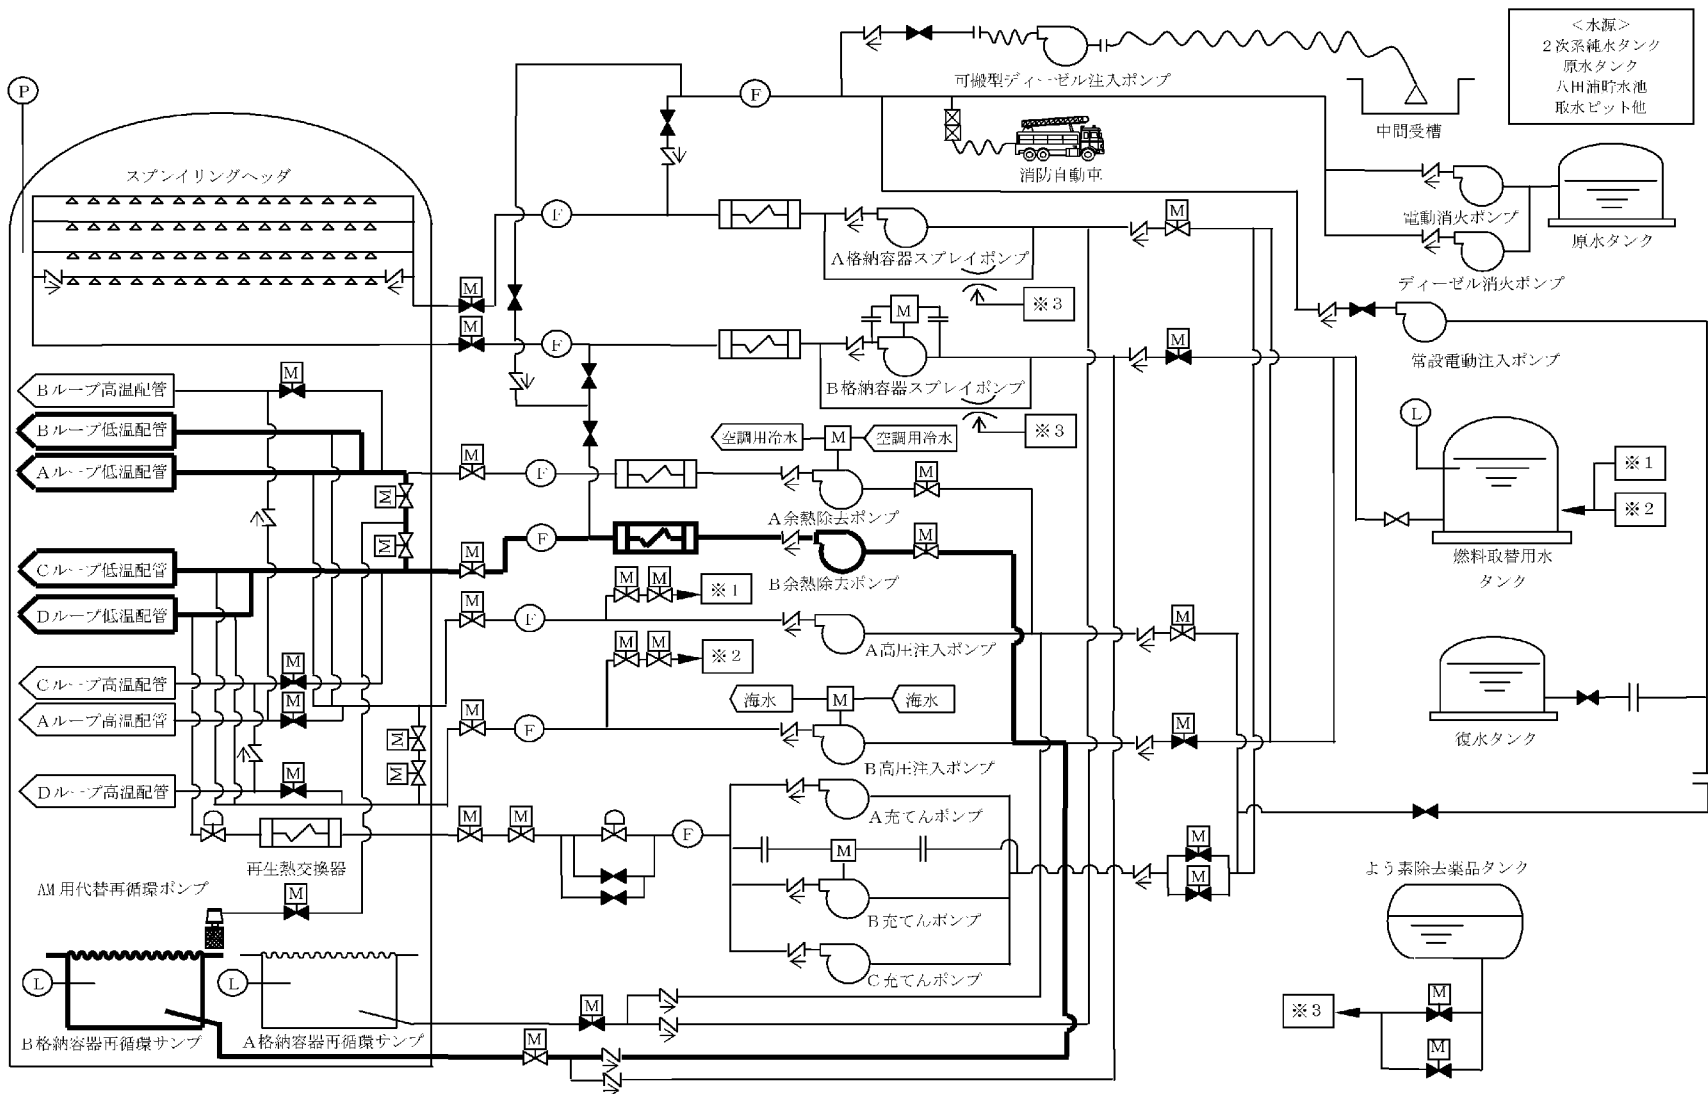 ＜水源＞
２次系純水タンク
原水タンク
八田浦貯水池
取水ピット他
可搬型ディーゼル注入ポンプ
中間受槽
P
F
消防自動車
スプンイリングヘッダ
電動消火ポンプ
原水タンク
F
M
A格納容器スプレイポンプ
ディーゼル消火ポンプ
M
※3
M
M
F
M
常設電動注入ポンプ
Bループ高温配管
M
B格納容器スプレイポンプ
※3
L
Bループ低温配管
空調用冷水
M
空調用冷水
Aループ低温配管
M
F
M
※1
M
A余熱除去ポンプ
※2
M
M
F
M
燃料取替用水
タンク
Cループ低温配管
B余熱除去ポンプ
M
M
※1
Dループ低温配管
M
F
M
A高圧注入ポンプ
M
M
※2
Cループ高温配管
M
海水
M
海水
Aループ高温配管
M
M
F
M
復水タンク
M
B高圧注入ポンプ
M
Dループ高温配管
M
A充てんポンプ
M
M
F
M
M
再生熱交換器
AM用代替再循環ポンプ
M
M
よう素除去薬品タンク
B充てんポンプ
C充てんポンプ
L
L
M
M
※3
B格納容器再循環サンプ
A格納容器再循環サンプ
M
M